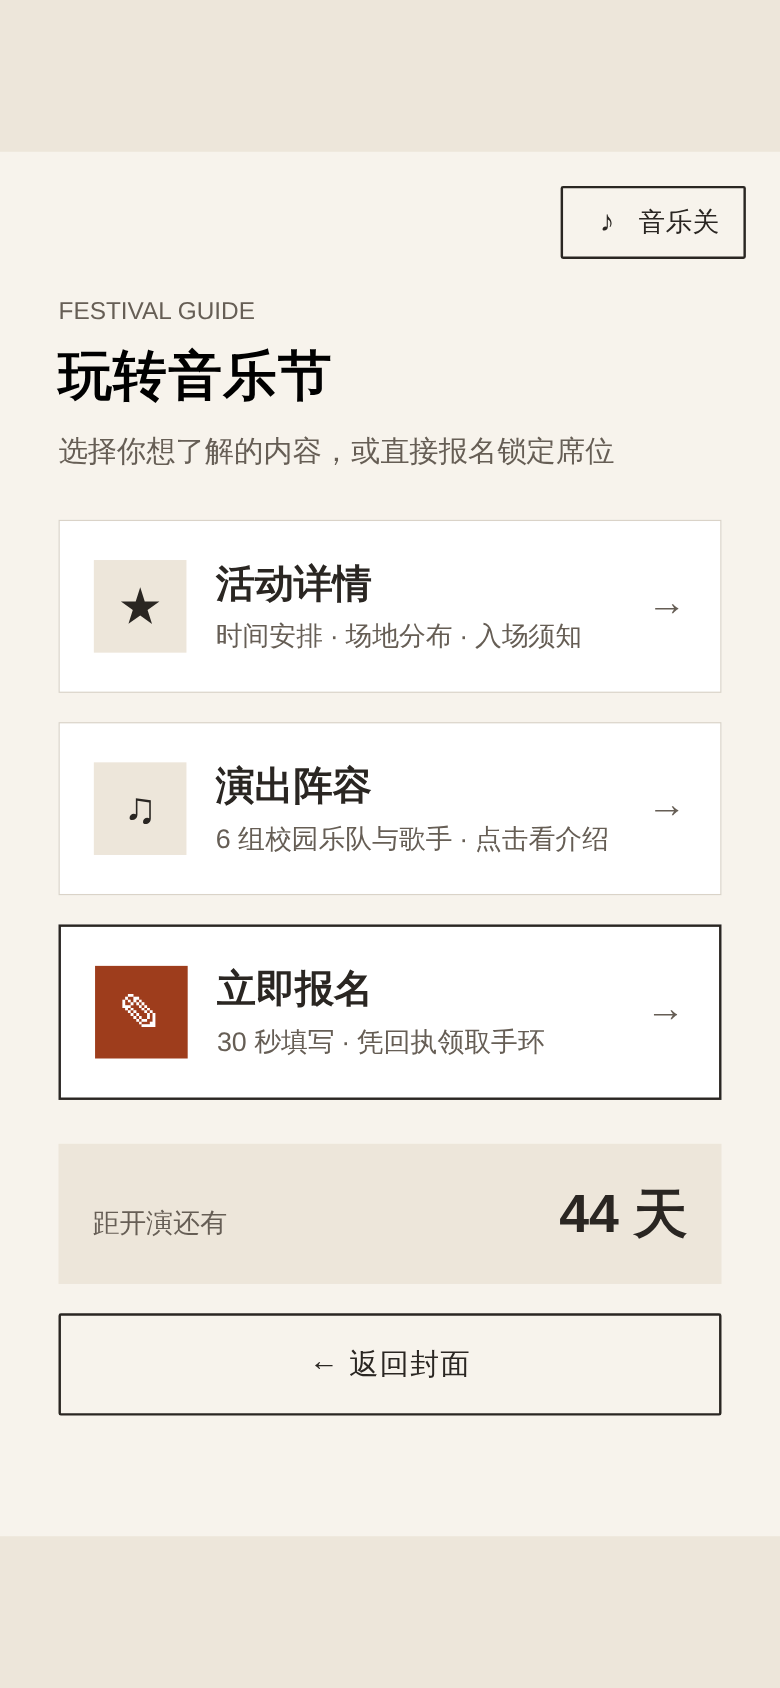 ♪ 音乐关
FESTIVAL GUIDE
玩转音乐节
选择你想了解的内容，或直接报名锁定席位
★
活动详情
时间安排 · 场地分布 · 入场须知
→
♫
演出阵容
6 组校园乐队与歌手 · 点击看介绍
→
✎
立即报名
30 秒填写 · 凭回执领取手环
→
距开演还有
44 天
← 返回封面